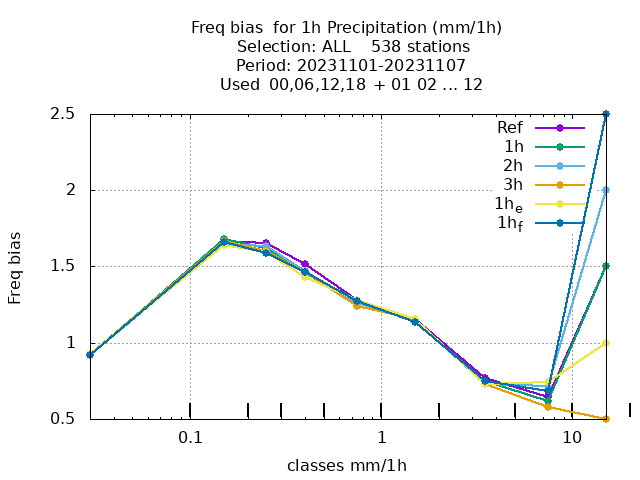 Freq bias  for 1h Precipitation (mm/1h)
Selection: ALL    538 stations
Period: 20231101-20231107
Used  00,06,12,18  + 01 02 ... 12
Ref
1h
2h
3h
1hₑ
1h_f
2.5
2
1.5
1
0.5
Freq bias
0.1
1
10
classes mm/1h